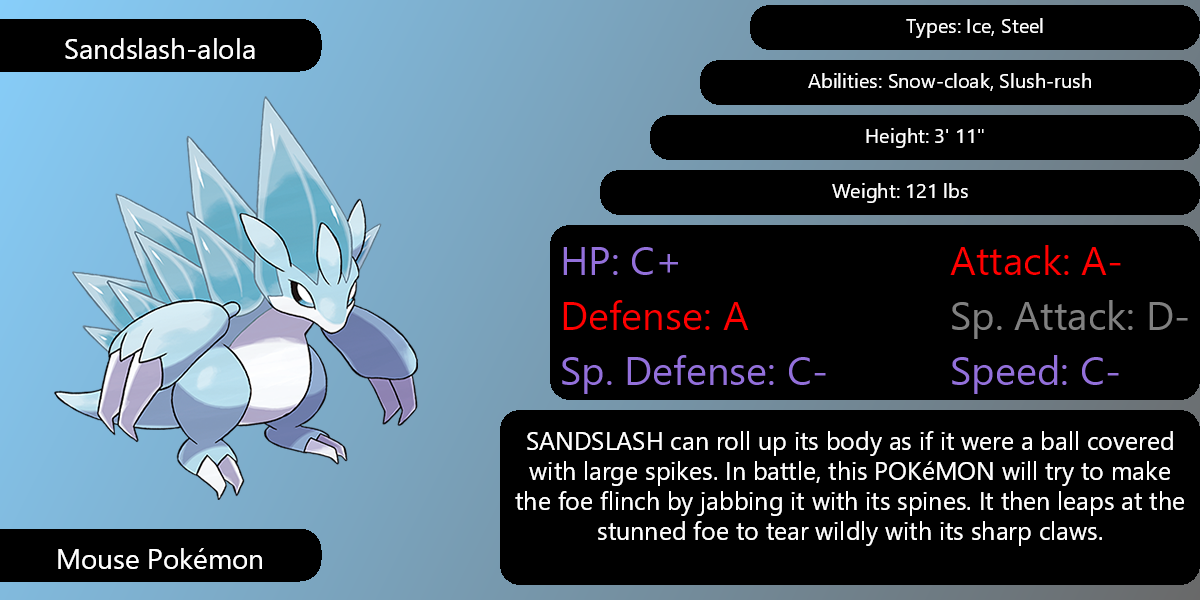 Sandslash-alola
Types: Ice, Steel
Abilities: Snow-cloak, Slush-rush
Height: 3' 11"
Weight: 121 lbs
HP: C+ Attack: A-
Defense: A Sp. Attack: D-
Sp. Defense: C- Speed: C-
SANDSLASH can roll up its body as if it were a ball covered
with large spikes. In battle, this POKéMON will try to make
the foe flinch by jabbing it with its spines. It then leaps at the
stunned foe to tear wildly with its sharp claws.
Mouse Pokémon